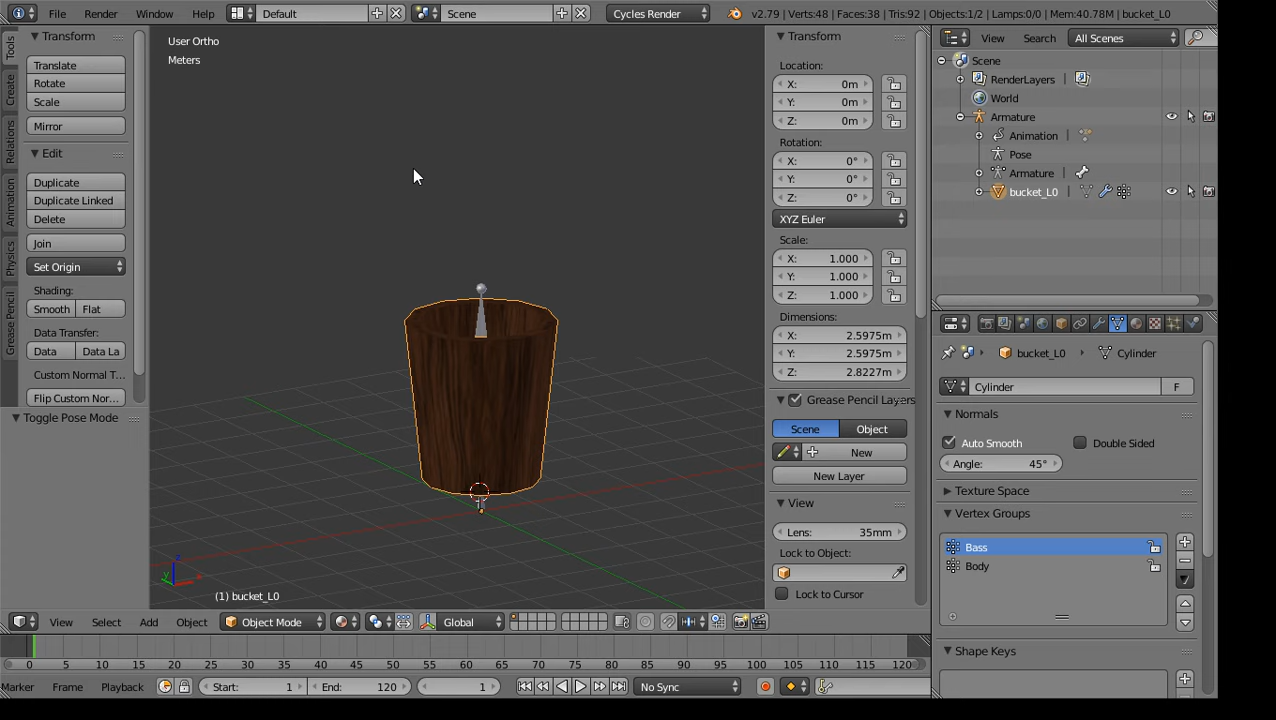 File Render Window Help Default Scene Cycles Render v2.79 | Verts:48 | Faces:38 | Tris:92 | Objects:1/2 | Lamps:0/0 | Mem:40.78M | bucket_L0
Tools
Create
Relations
Animation
Physics
Grease Pencil
Transform
Translate
Rotate
Scale
Mirror
Edit
Duplicate
Duplicate Linked
Delete
Join
Set Origin
Shading:
Smooth Flat
Data Transfer:
Data Data La
Custom Normal T...
Flip Custom Nor...
Toggle Pose Mode
User Ortho
Meters
(1) bucket_L0
Transform
Location:
X: 0m
Y: 0m
Z: 0m
Rotation:
X: 0°
Y: 0°
Z: 0°
XYZ Euler
Scale:
X: 1.000
Y: 1.000
Z: 1.000
Dimensions:
X: 2.5975m
Y: 2.5975m
Z: 2.8227m
Grease Pencil Layers
Scene Object
New
New Layer
View
Lens: 35mm
Lock to Object:
Lock to Cursor
View Search All Scenes
Scene
RenderLayers
World
Armature
Animation
Pose
Armature
bucket_L0
bucket_L0 Cylinder
Cylinder F
Normals
Auto Smooth Double Sided
Angle: 45°
Texture Space
Vertex Groups
Bass
Body
Shape Keys
View Select Add Object Object Mode Global
0 5 10 15 20 25 30 35 40 45 50 55 60 65 70 75 80 85 90 95 100 105 110 115 120
Marker Frame Playback Start: 1 End: 120 1 No Sync